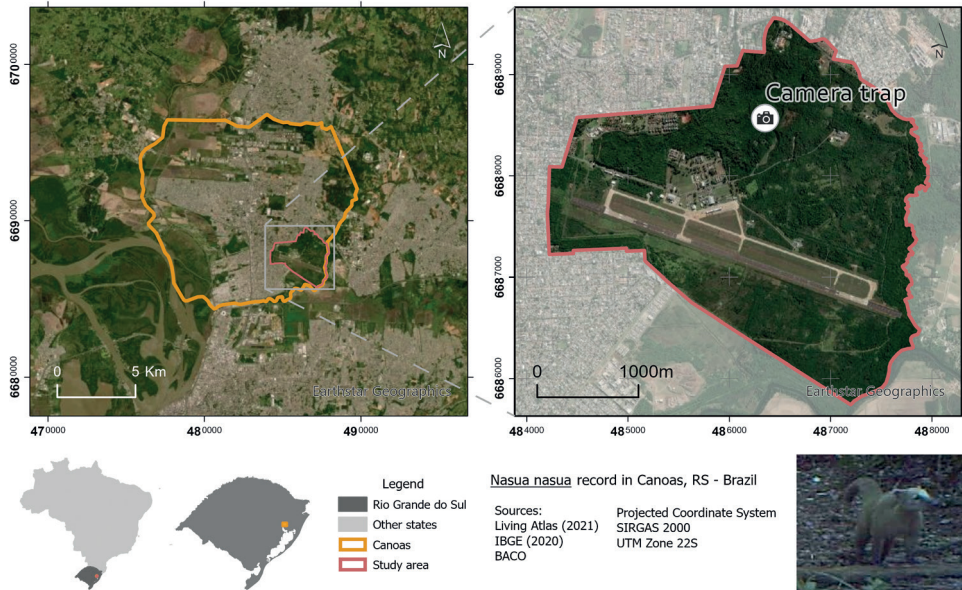 N
N
Camera trap
670⁰⁰⁰⁰
669⁰⁰⁰⁰
668⁰⁰⁰⁰
0 5 Km
Earthstar Geographics
47⁰⁰⁰⁰ 48⁰⁰⁰⁰ 49⁰⁰⁰⁰
6689⁰⁰⁰
6688⁰⁰⁰
6687⁰⁰⁰
6686⁰⁰⁰
0 1000m
Earthstar Geographics
484⁰⁰⁰ 485⁰⁰⁰ 486⁰⁰⁰ 487⁰⁰⁰ 488⁰⁰⁰
Legend
Rio Grande do Sul
Other states
Canoas
Study area
Nasua nasua record in Canoas, RS - Brazil
Sources:
Living Atlas (2021)
IBGE (2020)
BACO
Projected Coordinate System
SIRGAS 2000
UTM Zone 22S